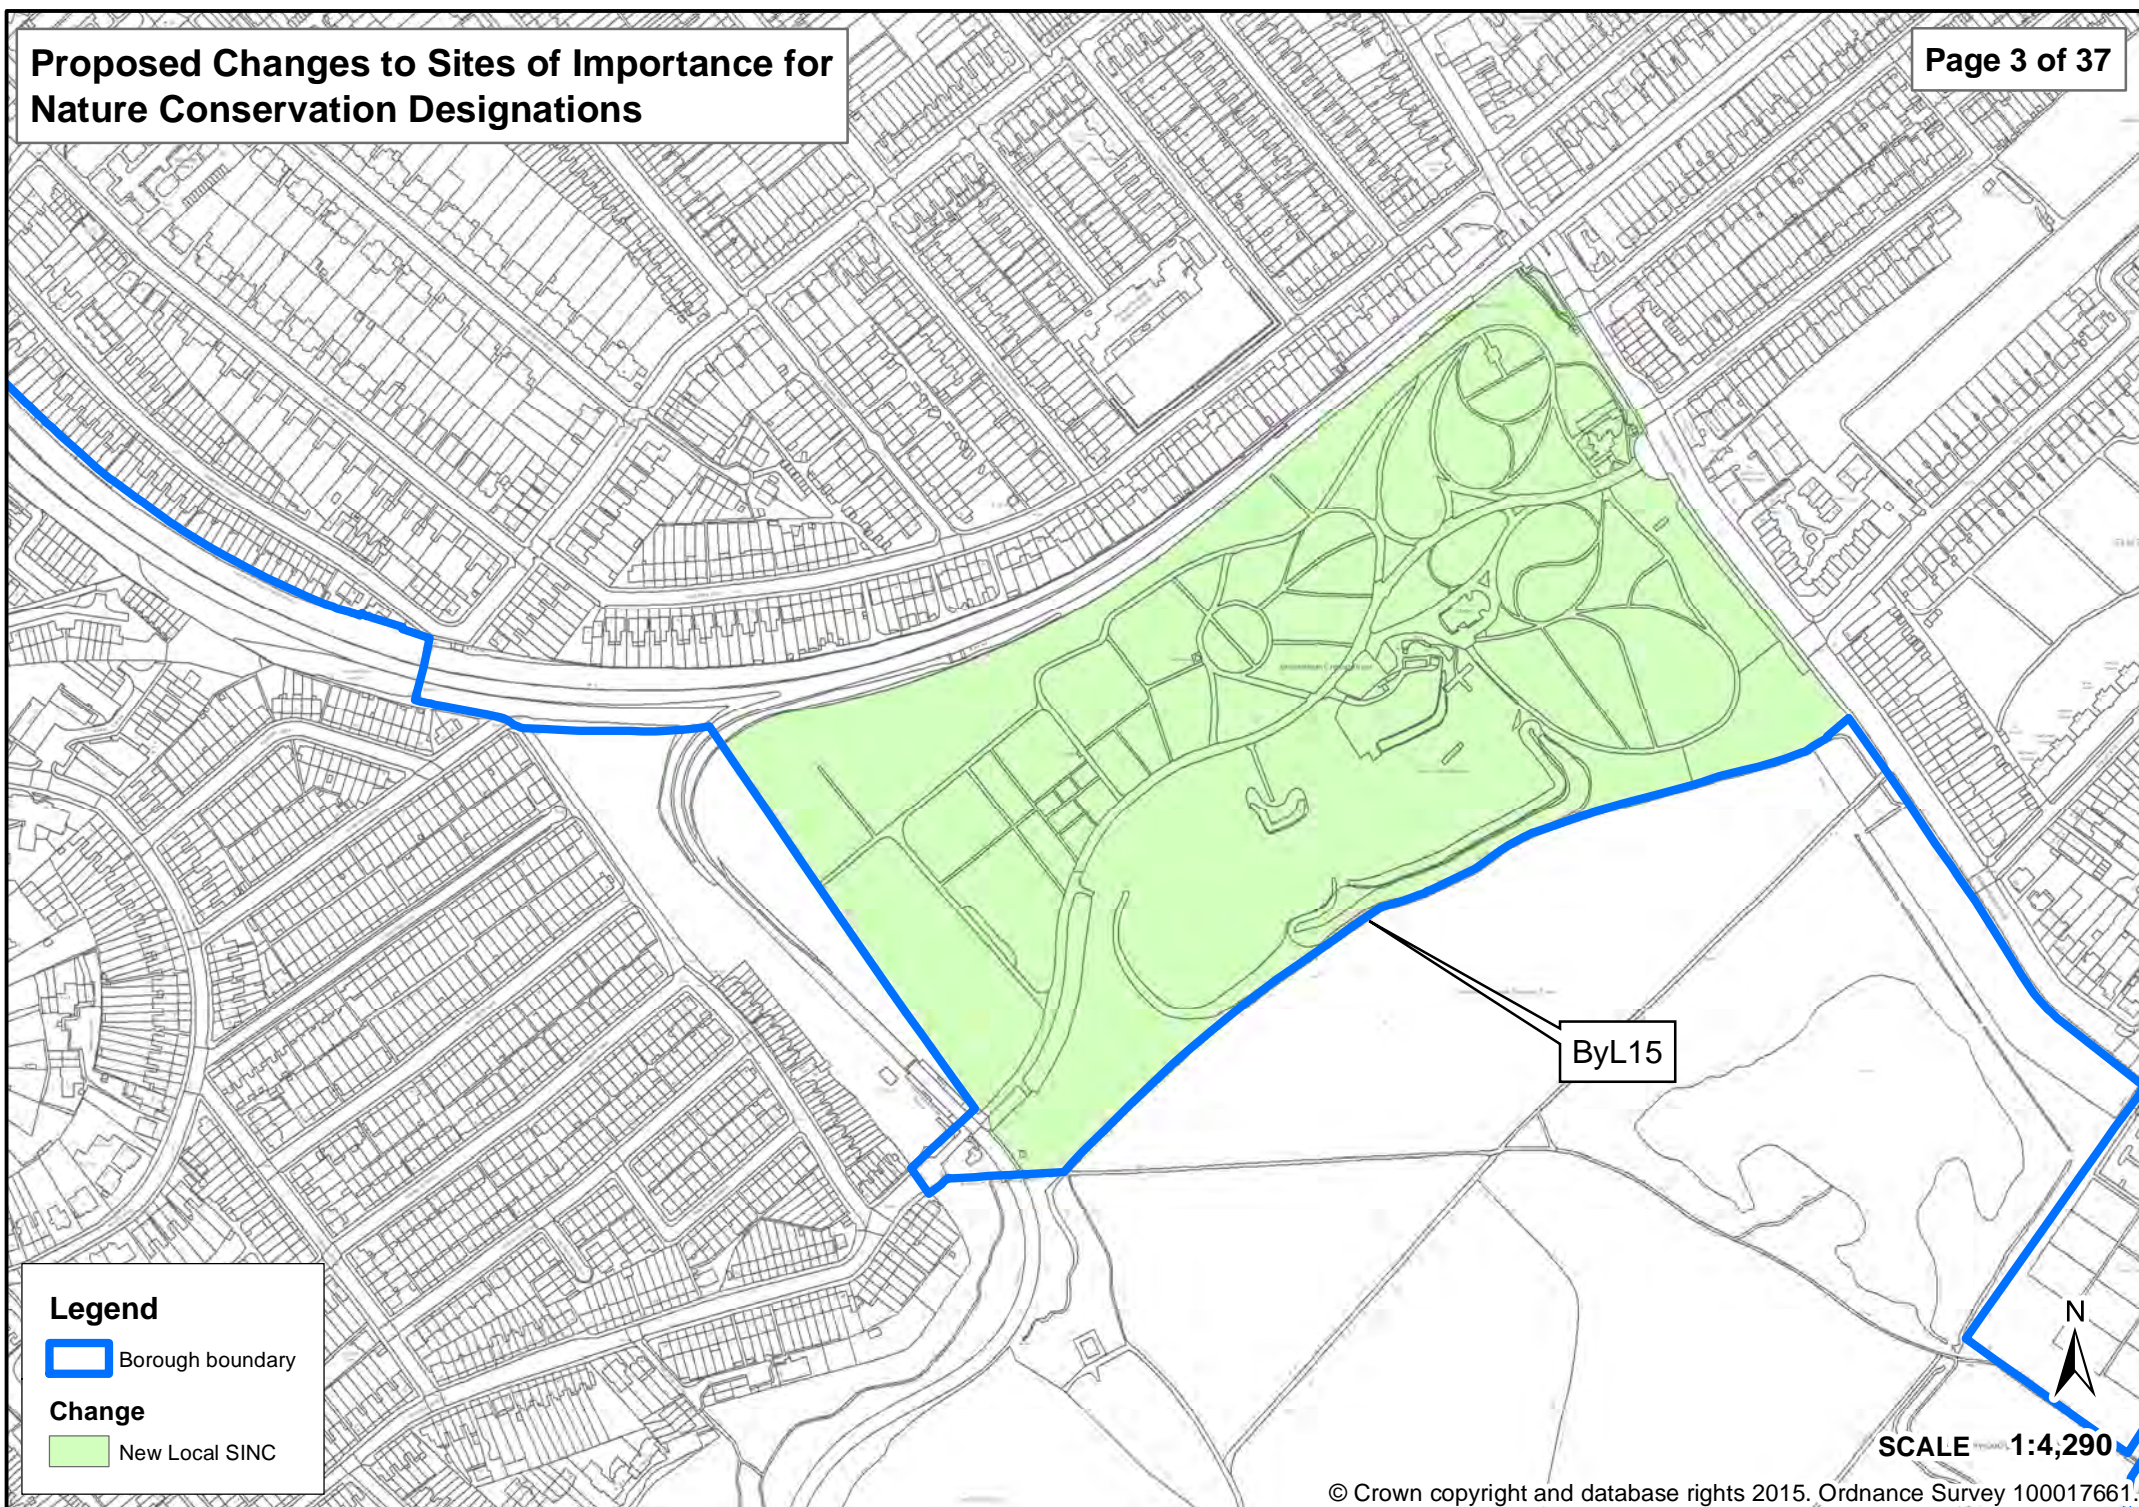 Proposed Changes to Sites of Importance for
Nature Conservation Designations
Page 3 of 37
ByL15
Legend
Borough boundary
Change
New Local SINC
N
SCALE 1:4,290
© Crown copyright and database rights 2015. Ordnance Survey 100017661.